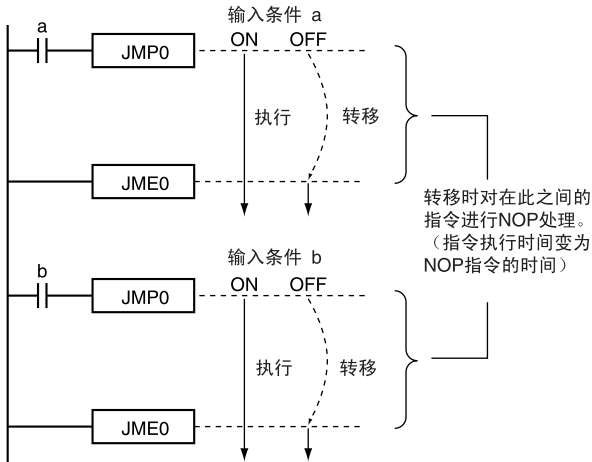 输入条件 a
a
ON OFF
JMP0
执行 转移
JME0
转移时对在此之间的
指令进行NOP处理。
（指令执行时间变为
NOP指令的时间）
输入条件 b
b
ON OFF
JMP0
执行 转移
JME0